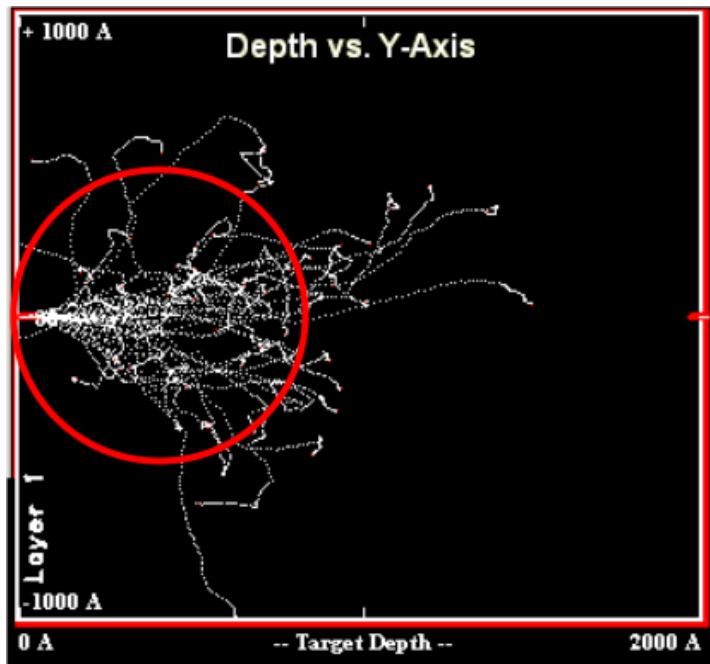 + 1000 A
Depth vs. Y-Axis
Layer 1
-1000 A
0 A -- Target Depth -- 2000 A